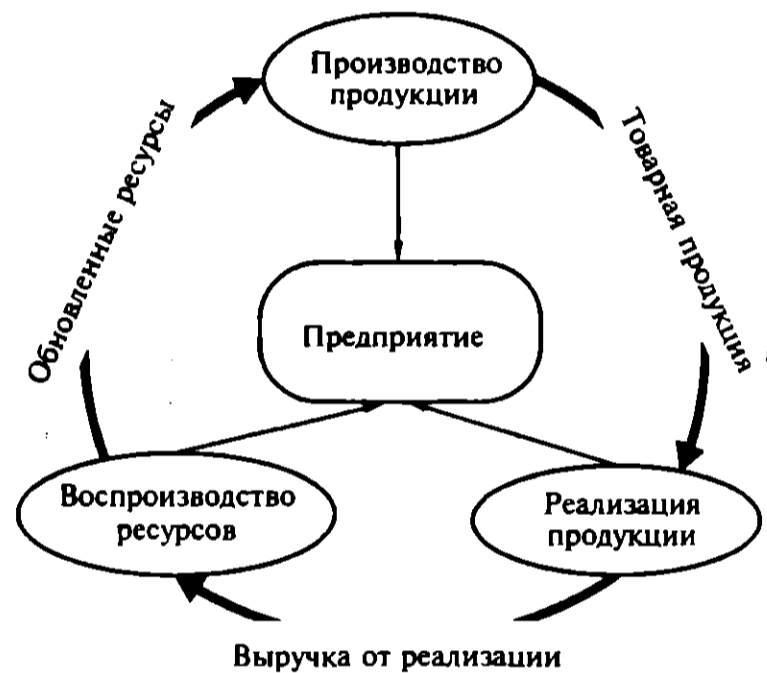 Производство
продукции
Обновленные ресурсы
Товарная продукция
Предприятие
Воспроизводство
ресурсов
Реализация
продукции
Выручка от реализации